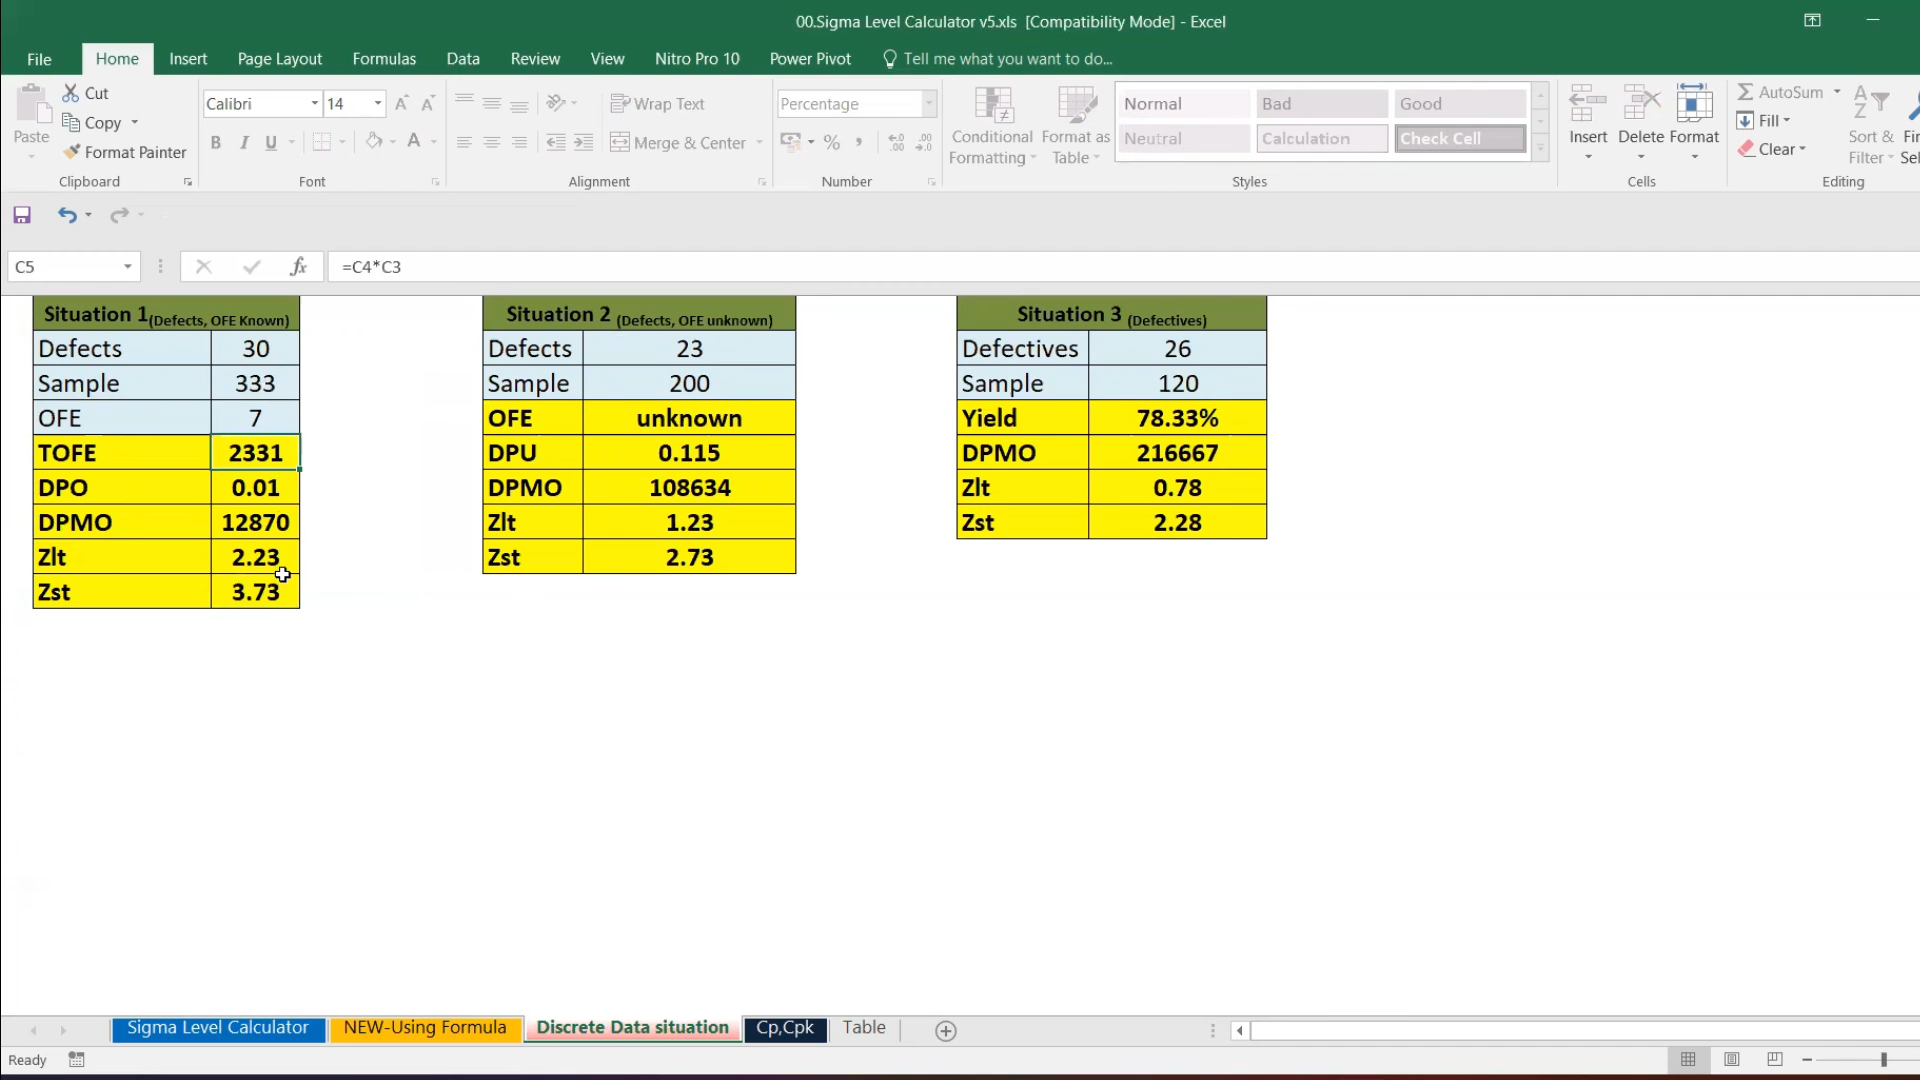 00.Sigma Level Calculator v5.xls [Compatibility Mode] - Excel
File Home Insert Page Layout Formulas Data Review View Nitro Pro 10 Power Pivot Tell me what you want to do...
Paste
Cut
Copy
Format Painter
Clipboard
Calibri 14
B I U
Font
Wrap Text
Merge & Center
Alignment
Percentage
%
Number
Conditional Formatting
Format as Table
Normal Bad Good
Neutral Calculation Check Cell
Styles
Insert Delete Format
Cells
AutoSum
Fill
Clear
Sort & Filter
Editing
C5 fx =C4*C3
Situation 1 (Defects, OFE Known)
Defects 30
Sample 333
OFE 7
TOFE 2331
DPO 0.01
DPMO 12870
Zlt 2.23
Zst 3.73
Situation 2 (Defects, OFE unknown)
Defects 23
Sample 200
OFE unknown
DPU 0.115
DPMO 108634
Zlt 1.23
Zst 2.73
Situation 3 (Defectives)
Defectives 26
Sample 120
Yield 78.33%
DPMO 216667
Zlt 0.78
Zst 2.28
Sigma Level Calculator NEW-Using Formula Discrete Data situation Cp,Cpk Table
Ready